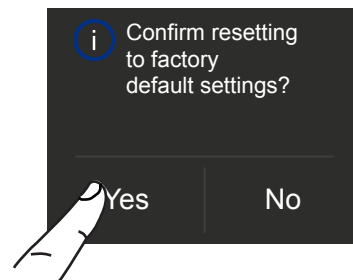 i
Confirm resetting
to factory
default settings?
Yes No